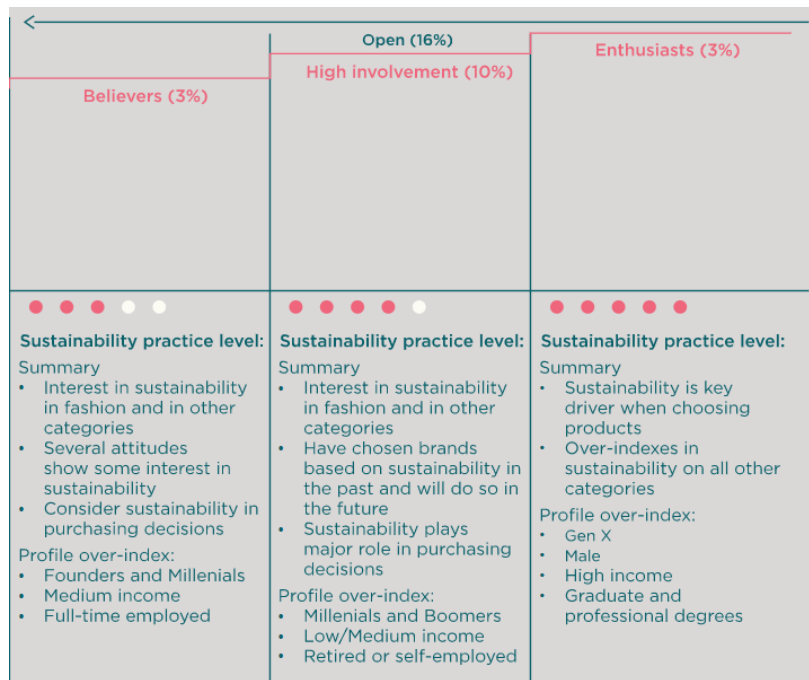 Open (16%)
Believers (3%)
High involvement (10%)
Enthusiasts (3%)
Sustainability practice level:
Summary
• Interest in sustainability
in fashion and in other
categories
• Several attitudes
show some interest in
sustainability
• Consider sustainability in
purchasing decisions
Profile over-index:
• Founders and Millenials
• Medium income
• Full-time employed
Sustainability practice level:
Summary
• Interest in sustainability
in fashion and in other
categories
• Have chosen brands
based on sustainability in
the past and will do so in
the future
• Sustainability plays
major role in purchasing
decisions
Profile over-index:
• Millenials and Boomers
• Low/Medium income
• Retired or self-employed
Sustainability practice level:
Summary
• Sustainability is key
driver when choosing
products
• Over-indexes in
sustainability on all other
categories
Profile over-index:
• Gen X
• Male
• High income
• Graduate and
professional degrees